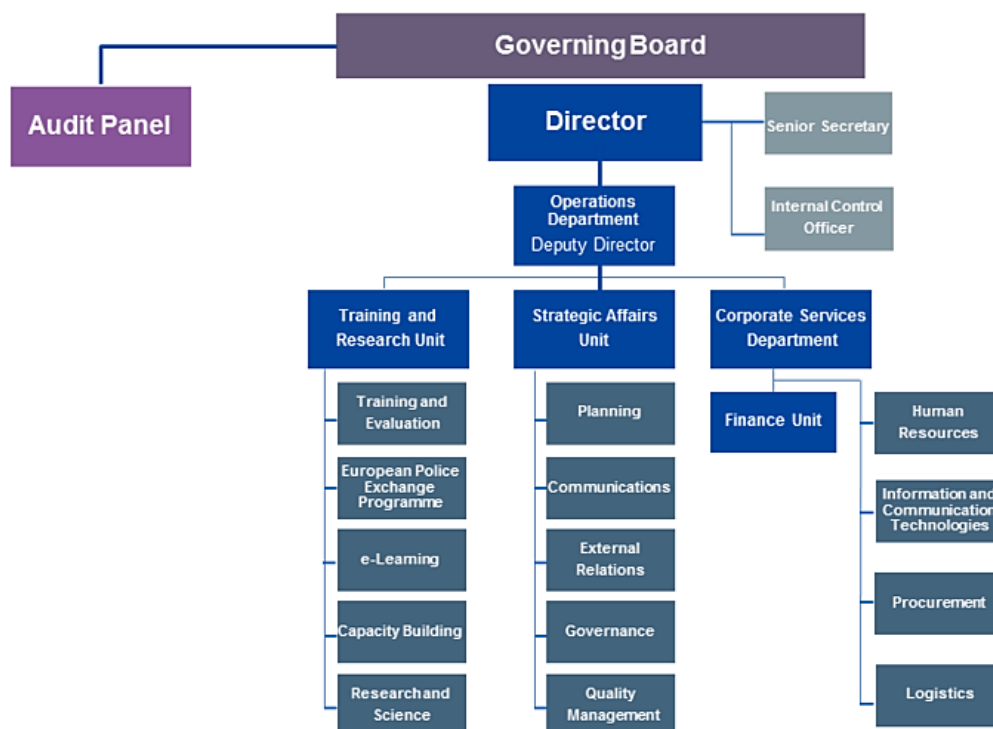 Governing Board
Audit Panel
Director
Senior Secretary
Internal Control
Officer
Operations
Department
Deputy Director
Training and
Research Unit
Strategic Affairs
Unit
Corporate Services
Department
Training and
Evaluation
European Police
Exchange
Programme
e-Learning
Capacity Building
Research and
Science
Planning
Communications
External
Relations
Governance
Quality
Management
Finance Unit
Human
Resources
Information and
Communication
Technologies
Procurement
Logistics